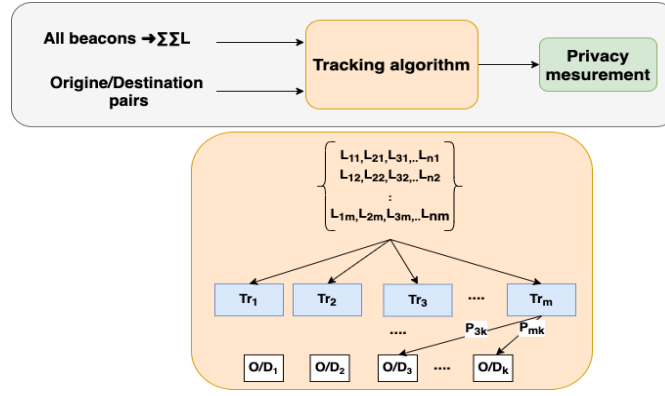 All beacons ➔ΣΣL
Origine/Destination
pairs
Tracking algorithm
Privacy
mesurement
L11,L21,L31,..Ln1
L12,L22,L32,..Ln2
:
L1m,L2m,L3m,..Lnm
Tr1
Tr2
Tr3
....
Trm
....
P3k
Pmk
O/D1
O/D2
O/D3
....
O/Dk